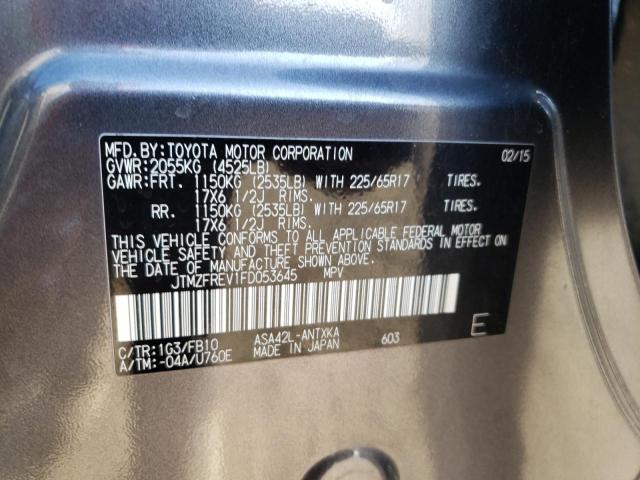 MFD. BY: TOYOTA MOTOR CORPORATION 02/15
GVWR: 2055KG (4525LB)
GAWR: FRT. 1150KG (2535LB) WITH 225/65R17 TIRES.
17X6 1/2J RIMS.
RR. 1150KG (2535LB) WITH 225/65R17 TIRES.
17X6 1/2J RIMS.
THIS VEHICLE CONFORMS TO ALL APPLICABLE FEDERAL MOTOR
VEHICLE SAFETY AND THEFT PREVENTION STANDARDS IN EFFECT ON
THE DATE OF MANUFACTURE SHOWN ABOVE.
JTMZFREV1FD053645 MPV
C/TR: 1G3/FB10 ASA42L-ANTXKA 603 E
A/TM: -04A/U760E MADE IN JAPAN